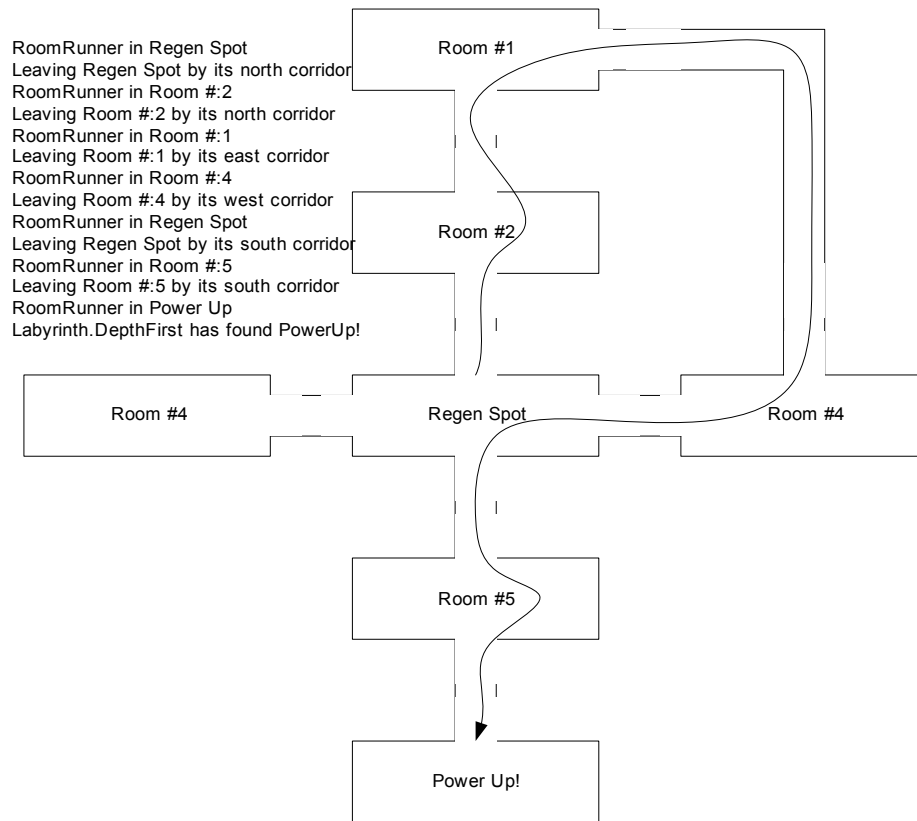 RoomRunner in Regen Spot
Leaving Regen Spot by its north corridor
RoomRunner in Room #:2
Leaving Room #:2 by its north corridor
RoomRunner in Room #:1
Leaving Room #:1 by its east corridor
RoomRunner in Room #:4
Leaving Room #:4 by its west corridor
RoomRunner in Regen Spot
Leaving Regen Spot by its south corridor
RoomRunner in Room #:5
Leaving Room #:5 by its south corridor
RoomRunner in Power Up
Labyrinth.DepthFirst has found PowerUp!
Room #1
Room #2
Room #4
Regen Spot
Room #4
Room #5
Power Up!